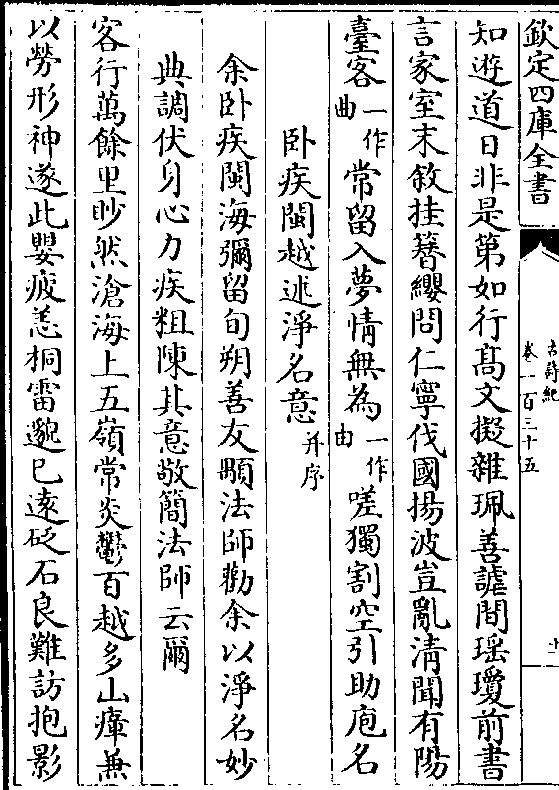 欽定四庫全書
古詩紀
卷一百三十五
十一
知遊道日非是第如行髙文擬雜珮善謔間瑶瓊前書
言家室末敘挂簪纓問仁寧伐國揚波豈亂清聞有陽
臺客一作曲常留入夢情無為一作由嗟獨割空引助庖名
卧疾閩越述淨名意并序
余卧疾閩海彌留旬朔善友顒法師勸余以淨名妙
典調伏身心力疾粗陳其意敬簡法師云爾
客行萬餘里眇然滄海上五嶺常炎鬱百越多山瘴兼
以勞形神遂此嬰疲恙桐雷邈已遠砭石良難訪抱影